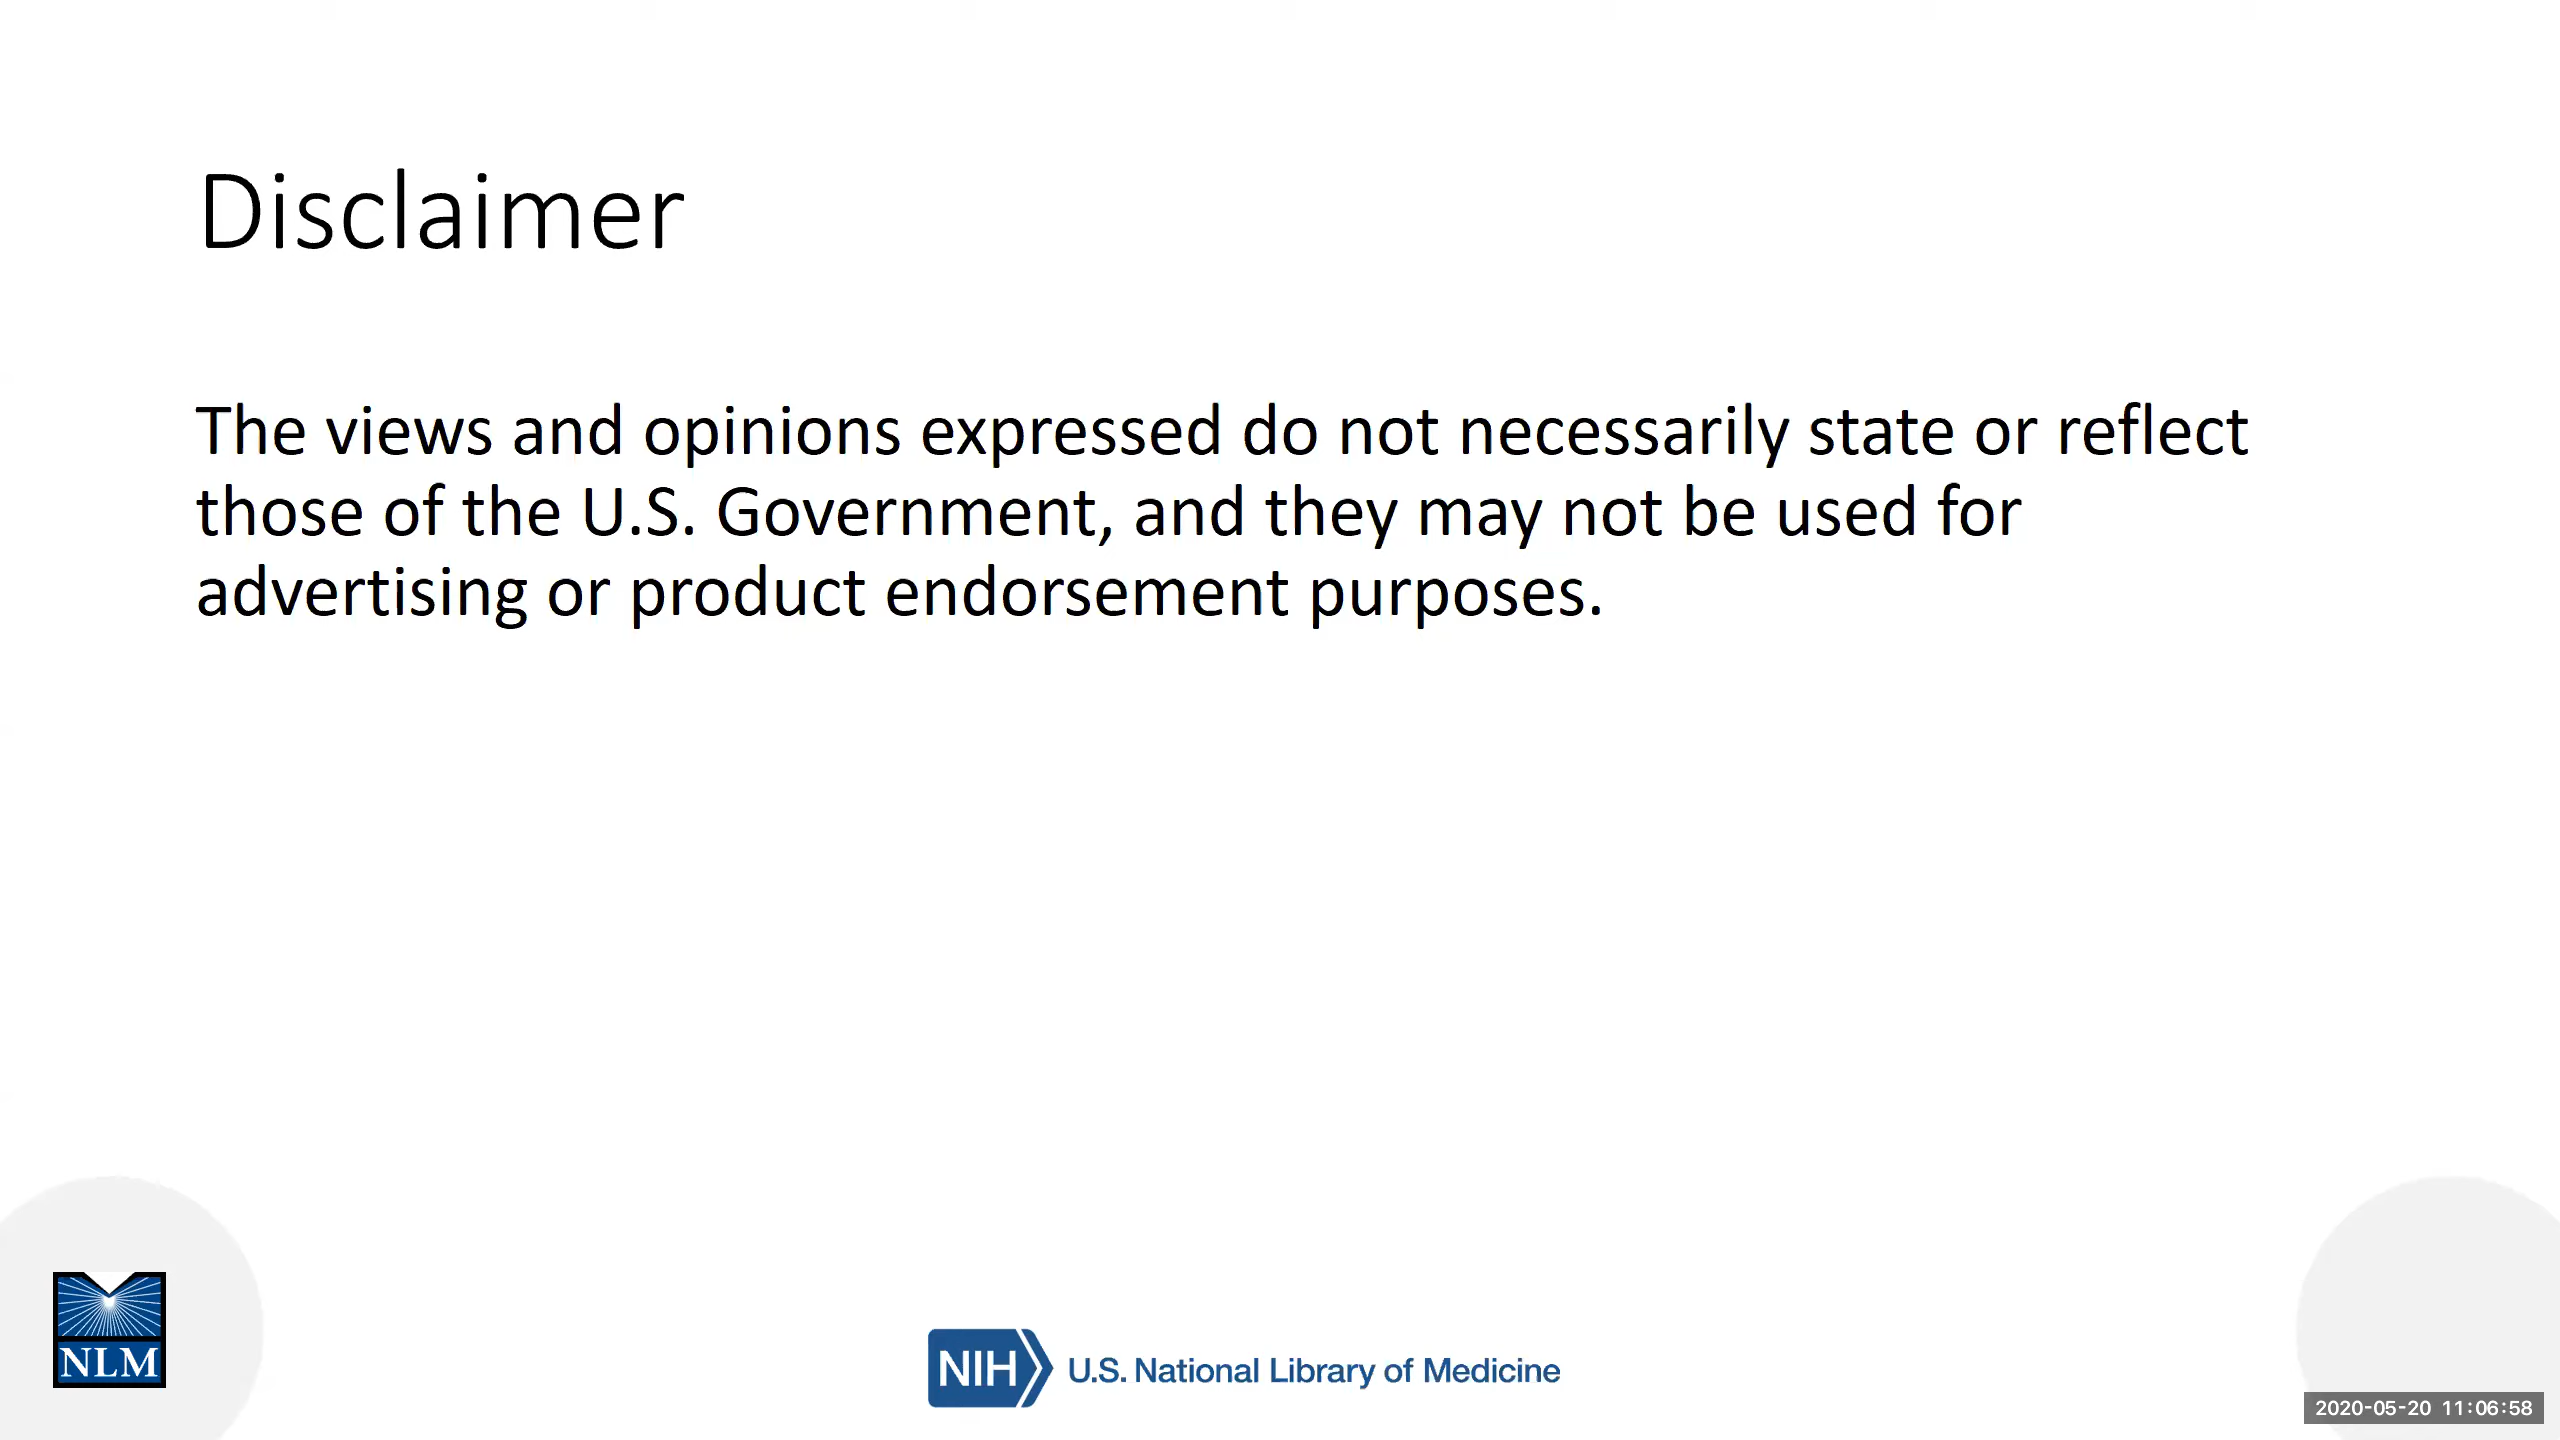 Disclaimer
The views and opinions expressed do not necessarily state or reflect
those of the U.S. Government, and they may not be used for
advertising or product endorsement purposes.
NLM
NIH U.S. National Library of Medicine
2020-05-20 11:06:58